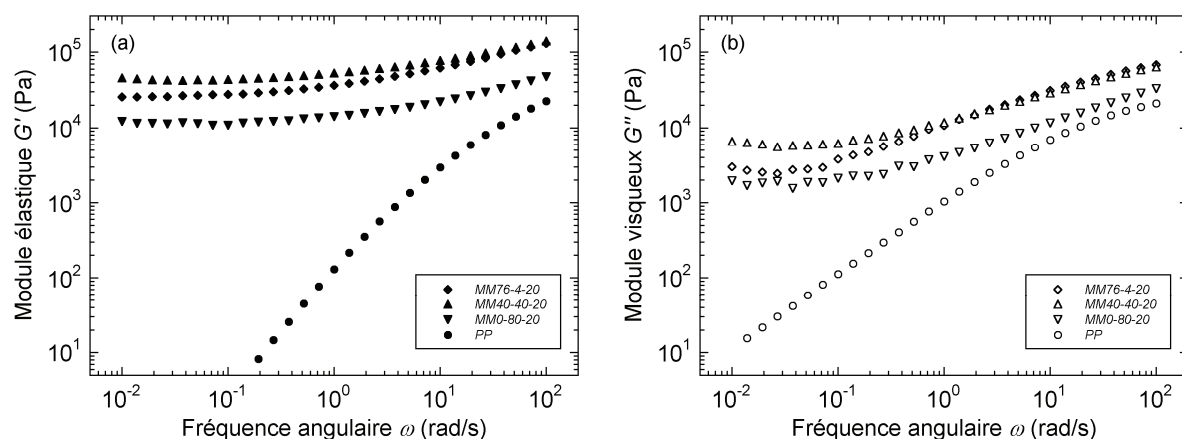 (a)
Module élastique G' (Pa)
10⁵
10⁴
10³
10²
10¹
MM76-4-20
MM40-40-20
MM0-80-20
PP
10⁻²
10⁻¹
10⁰
10¹
10²
Fréquence angulaire ω (rad/s)
(b)
Module visqueux G'' (Pa)
10⁵
10⁴
10³
10²
10¹
MM76-4-20
MM40-40-20
MM0-80-20
PP
10⁻²
10⁻¹
10⁰
10¹
10²
Fréquence angulaire ω (rad/s)